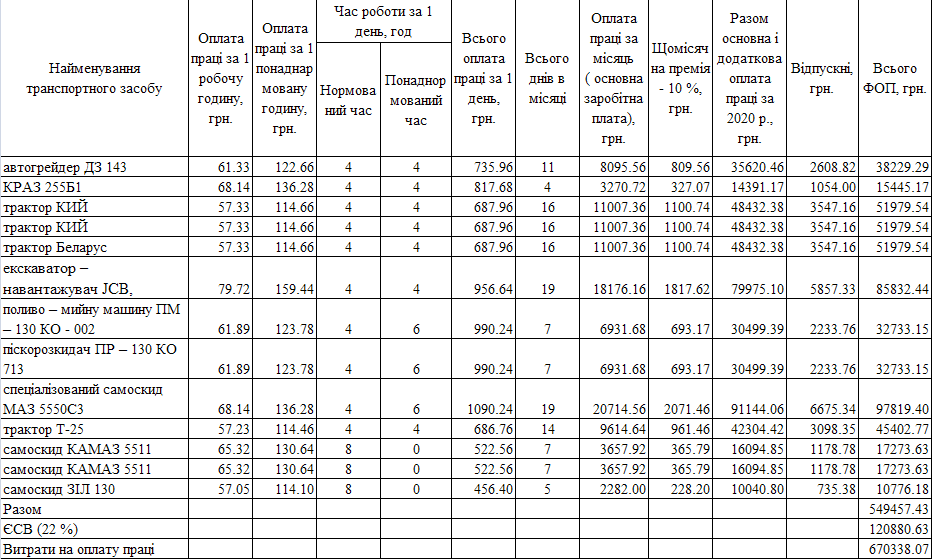 Найменування транспортного засобу
Оплата праці за 1 робочу годину, грн.
Оплата праці за 1 понаднар мовану годину, грн.
Час роботи за 1 день, год
Нормова ний час
Понаднор мований час
Всього оплата праці за 1 день, грн.
Всього днів в місяці
Оплата праці за місяць ( основна заробітна плата), грн.
Щомісяч на премія - 10 %, грн.
Разом основна і додаткова оплата праці за 2020 р., грн.
Відпускні, грн.
Всього ФОП, грн.
автогрейдер ДЗ 143 61.33 122.66 4 4 735.96 11 8095.56 809.56 35620.46 2608.82 38229.29
КРАЗ 255Б1 68.14 136.28 4 4 817.68 4 3270.72 327.07 14391.17 1054.00 15445.17
трактор КИЙ 57.33 114.66 4 4 687.96 16 11007.36 1100.74 48432.38 3547.16 51979.54
трактор КИЙ 57.33 114.66 4 4 687.96 16 11007.36 1100.74 48432.38 3547.16 51979.54
трактор Беларус 57.33 114.66 4 4 687.96 16 11007.36 1100.74 48432.38 3547.16 51979.54
екскаватор –
навантажувач JCB, 79.72 159.44 4 4 956.64 19 18176.16 1817.62 79975.10 5857.33 85832.44
поливо – мийну машину ПМ
– 130 КО - 002 61.89 123.78 4 6 990.24 7 6931.68 693.17 30499.39 2233.76 32733.15
піскорозкидач ПР – 130 КО
713 61.89 123.78 4 6 990.24 7 6931.68 693.17 30499.39 2233.76 32733.15
спеціалізований самоскид
МАЗ 5550С3 68.14 136.28 4 6 1090.24 19 20714.56 2071.46 91144.06 6675.34 97819.40
трактор Т-25 57.23 114.46 4 4 686.76 14 9614.64 961.46 42304.42 3098.35 45402.77
самоскид КАМАЗ 5511 65.32 130.64 8 0 522.56 7 3657.92 365.79 16094.85 1178.78 17273.63
самоскид КАМАЗ 5511 65.32 130.64 8 0 522.56 7 3657.92 365.79 16094.85 1178.78 17273.63
самоскид ЗІЛ 130 57.05 114.10 8 0 456.40 5 2282.00 228.20 10040.80 735.38 10776.18
Разом 549457.43
ЄСВ (22 %) 120880.63
Витрати на оплату праці 670338.07